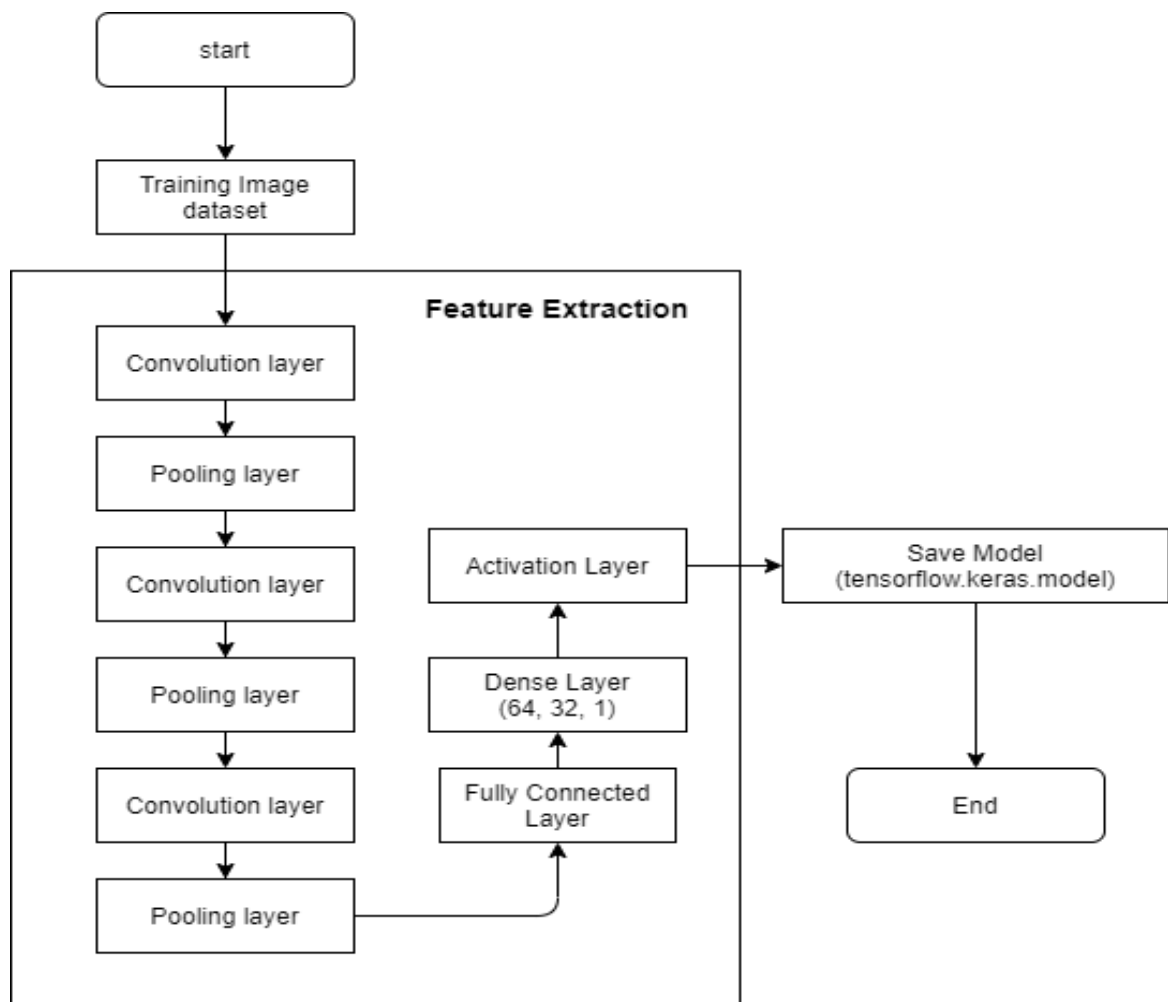 start
Training Image
dataset
Feature Extraction
Convolution layer
Pooling layer
Convolution layer
Pooling layer
Convolution layer
Pooling layer
Fully Connected
Layer
Dense Layer
(64, 32, 1)
Activation Layer
Save Model
(tensorflow.keras.model)
End